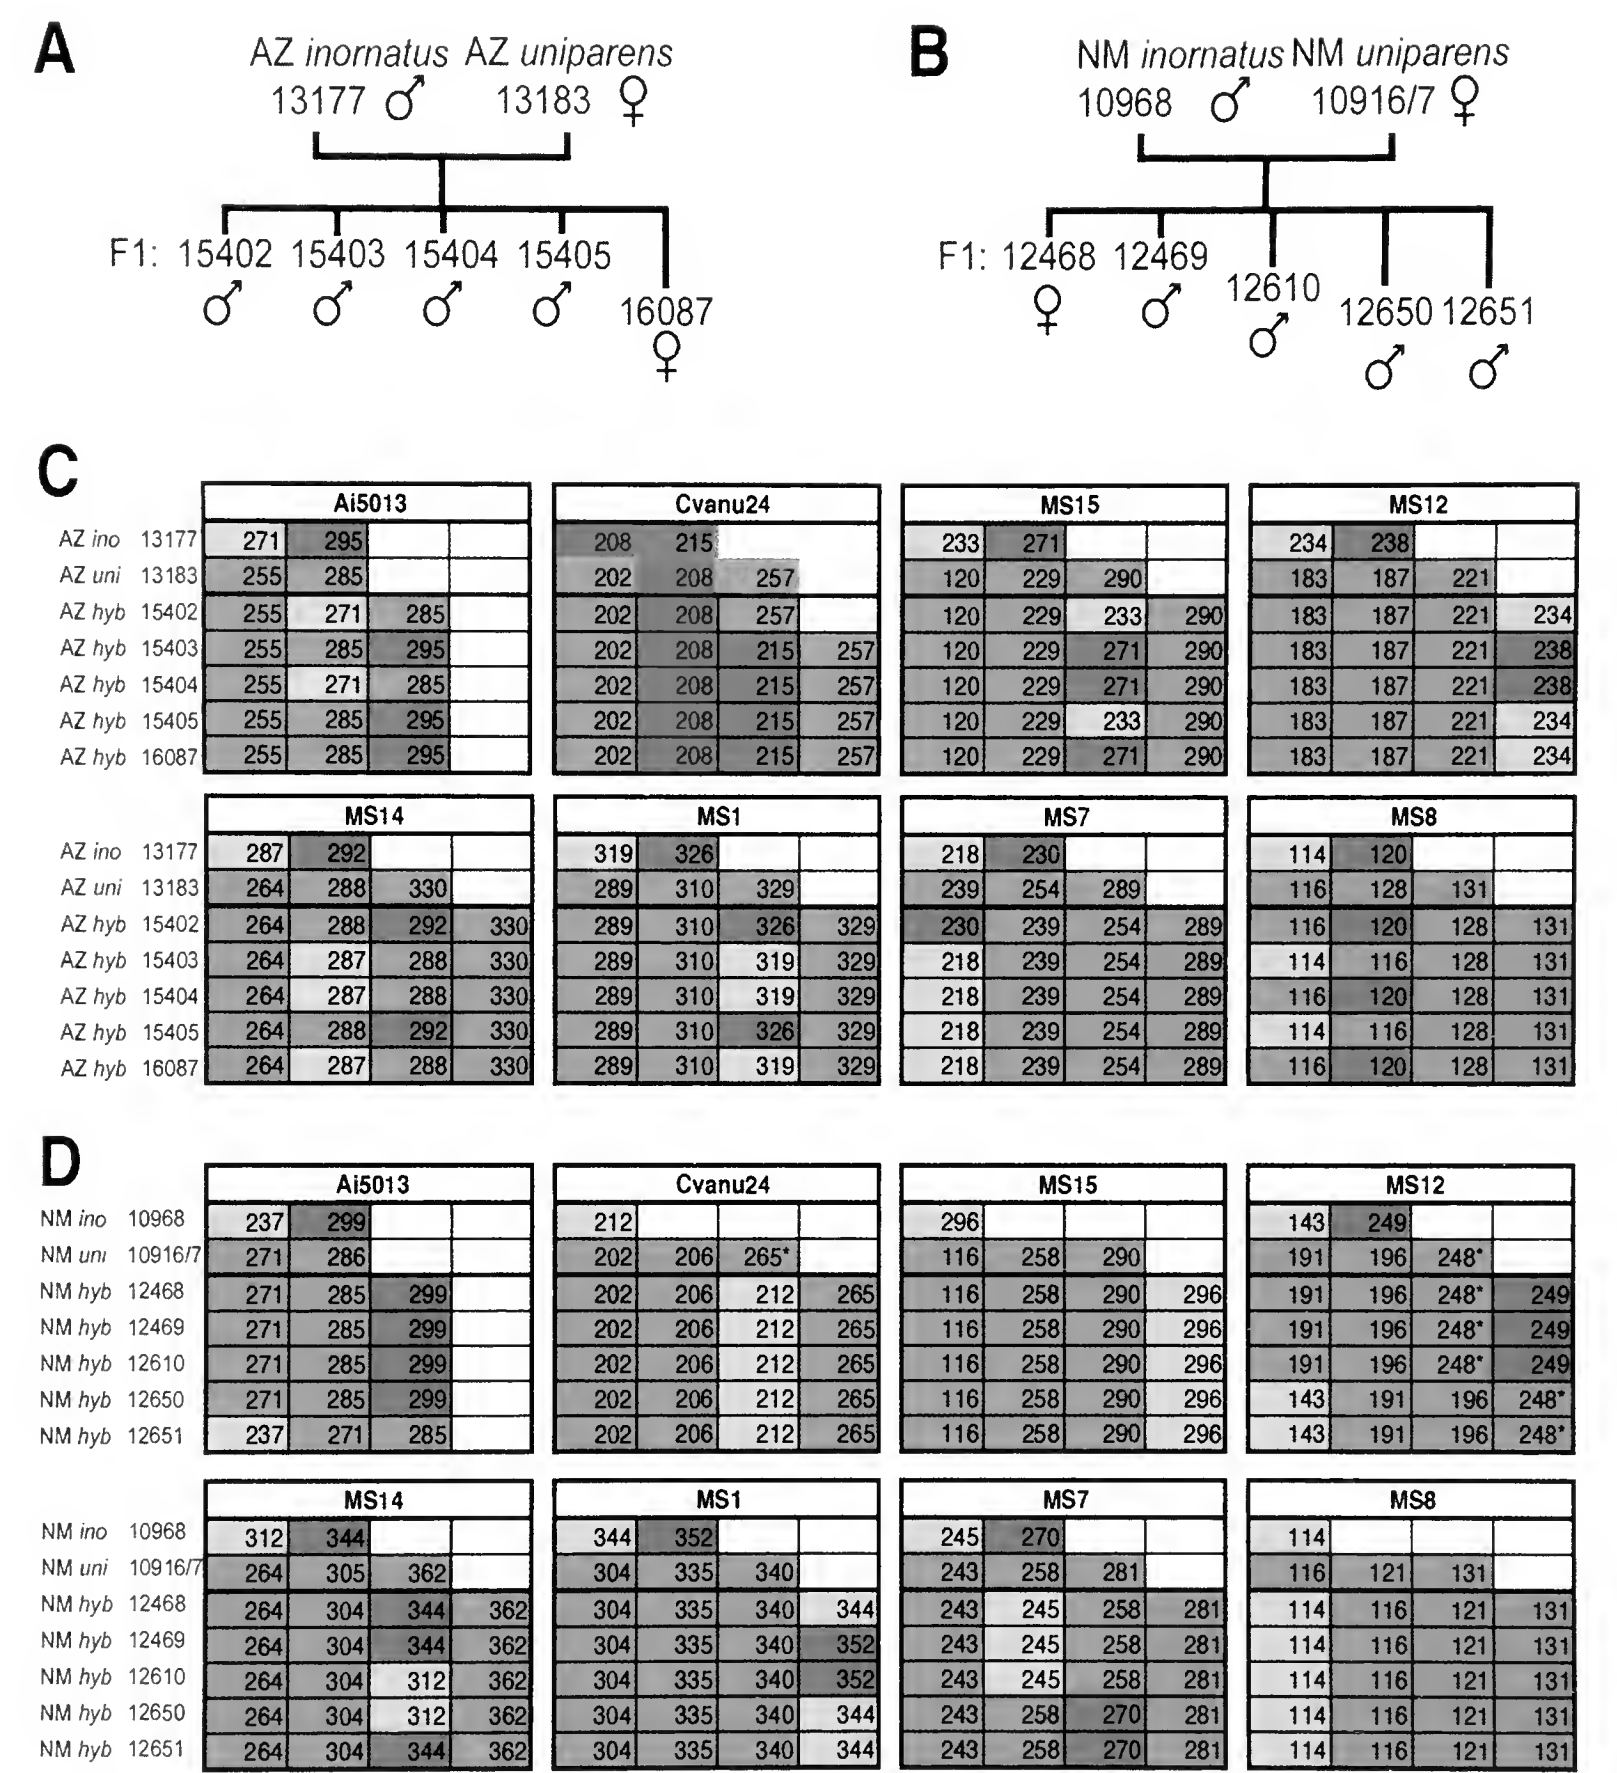 A
AZ inornatus AZ uniparens
13177 ♂ 13183 ♀
F1: 15402 15403 15404 15405
♂ ♂ ♂ ♂ 16087
♀
B
NM inornatus NM uniparens
10968 ♂ 10916/7 ♀
F1: 12468 12469
♀ ♂ 12610
♂ 12650 12651
♂ ♂
C
Ai5013 Cvanu24 MS15 MS12
AZ ino 13177 271 295 208 215 233 271 234 238
AZ uni 13183 255 285 202 208 257 120 229 290 183 187 221
AZ hyb 15402 255 271 285 202 208 257 120 229 233 290 183 187 221 234
AZ hyb 15403 255 285 295 202 208 215 257 120 229 271 290 183 187 221 238
AZ hyb 15404 255 271 285 202 208 215 257 120 229 271 290 183 187 221 238
AZ hyb 15405 255 285 295 202 208 215 257 120 229 233 290 183 187 221 234
AZ hyb 16087 255 285 295 202 208 215 257 120 229 271 290 183 187 221 234
MS14 MS1 MS7 MS8
AZ ino 13177 287 292 319 326 218 230 114 120
AZ uni 13183 264 288 330 289 310 329 239 254 289 116 128 131
AZ hyb 15402 264 288 292 330 289 310 326 329 230 239 254 289 116 120 128 131
AZ hyb 15403 264 287 288 330 289 310 319 329 218 239 254 289 114 116 128 131
AZ hyb 15404 264 287 288 330 289 310 319 329 218 239 254 289 116 120 128 131
AZ hyb 15405 264 288 292 330 289 310 326 329 218 239 254 289 114 116 128 131
AZ hyb 16087 264 287 288 330 289 310 319 329 218 239 254 289 116 120 128 131
D
Ai5013 Cvanu24 MS15 MS12
NM ino 10968 237 299 212 296 143 249
NM uni 10916/7 271 286 202 206 265* 116 258 290 191 196 248*
NM hyb 12468 271 285 299 202 206 212 265 116 258 290 296 191 196 248* 249
NM hyb 12469 271 285 299 202 206 212 265 116 258 290 296 191 196 248* 249
NM hyb 12610 271 285 299 202 206 212 265 116 258 290 296 191 196 248* 249
NM hyb 12650 271 285 299 202 206 212 265 116 258 290 296 143 191 196 248*
NM hyb 12651 237 271 285 202 206 212 265 116 258 290 296 143 191 196 248*
MS14 MS1 MS7 MS8
NM ino 10968 312 344 344 352 245 270 114
NM uni 10916/7 264 305 362 304 335 340 243 258 281 116 121 131
NM hyb 12468 264 304 344 362 304 335 340 344 243 245 258 281 114 116 121 131
NM hyb 12469 264 304 344 362 304 335 340 352 243 245 258 281 114 116 121 131
NM hyb 12610 264 304 312 362 304 335 340 352 243 245 258 281 114 116 121 131
NM hyb 12650 264 304 312 362 304 335 340 344 243 258 270 281 114 116 121 131
NM hyb 12651 264 304 344 362 304 335 340 344 243 258 270 281 114 116 121 131